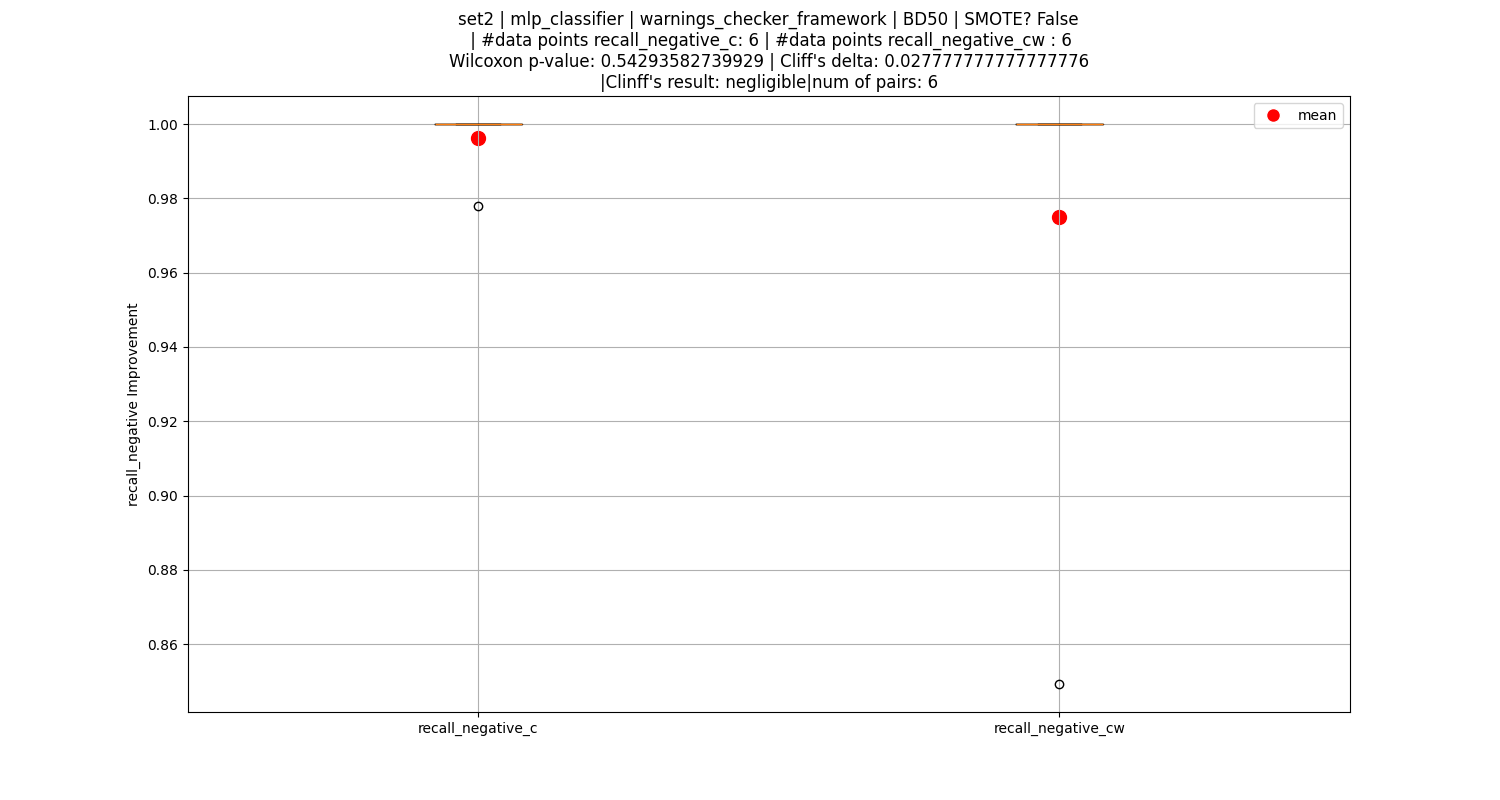 set2 | mlp_classifier | warnings_checker_framework | BD50 | SMOTE? False
| #data points recall_negative_c: 6 | #data points recall_negative_cw : 6
Wilcoxon p-value: 0.54293582739929 | Cliff's delta: 0.027777777777777776
|Clinff's result: negligible|num of pairs: 6
mean
recall_negative Improvement
1.00
0.98
0.96
0.94
0.92
0.90
0.88
0.86
recall_negative_c
recall_negative_cw